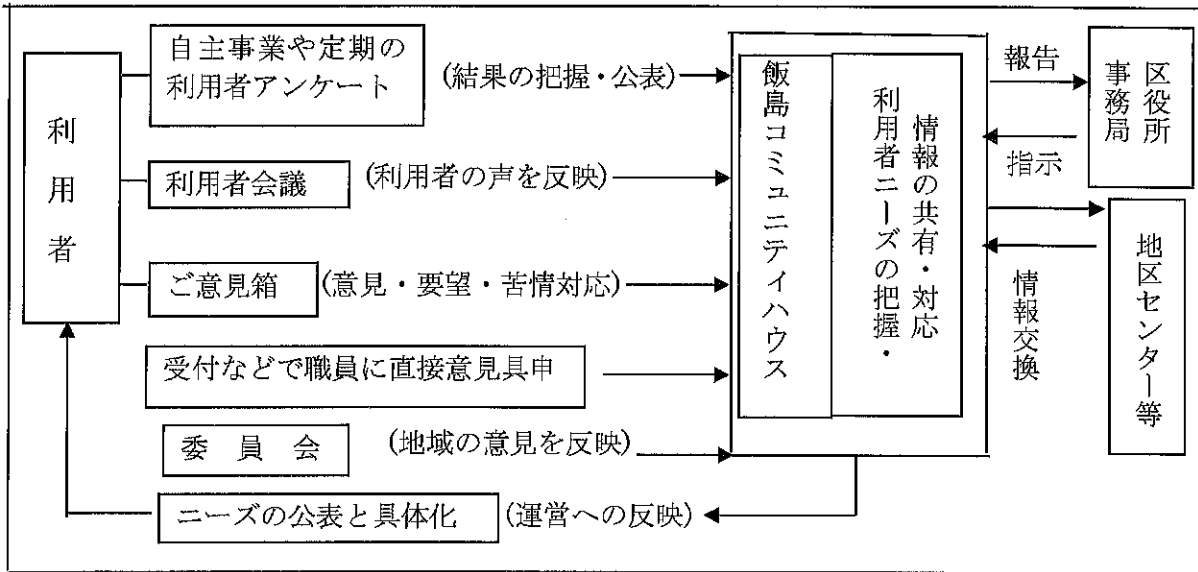 利用者
自主事業や定期の
利用者アンケート
(結果の把握・公表)
利用者会議
(利用者の声を反映)
ご意見箱
(意見・要望・苦情対応)
受付などで職員に直接意見具申
委員会
(地域の意見を反映)
ニーズの公表と具体化
(運営への反映)
飯島コミュニテイハウス
利用者ニーズの把握・
情報の共有・対応
報告
指示
区役所
事務局
情報交換
地区センター等